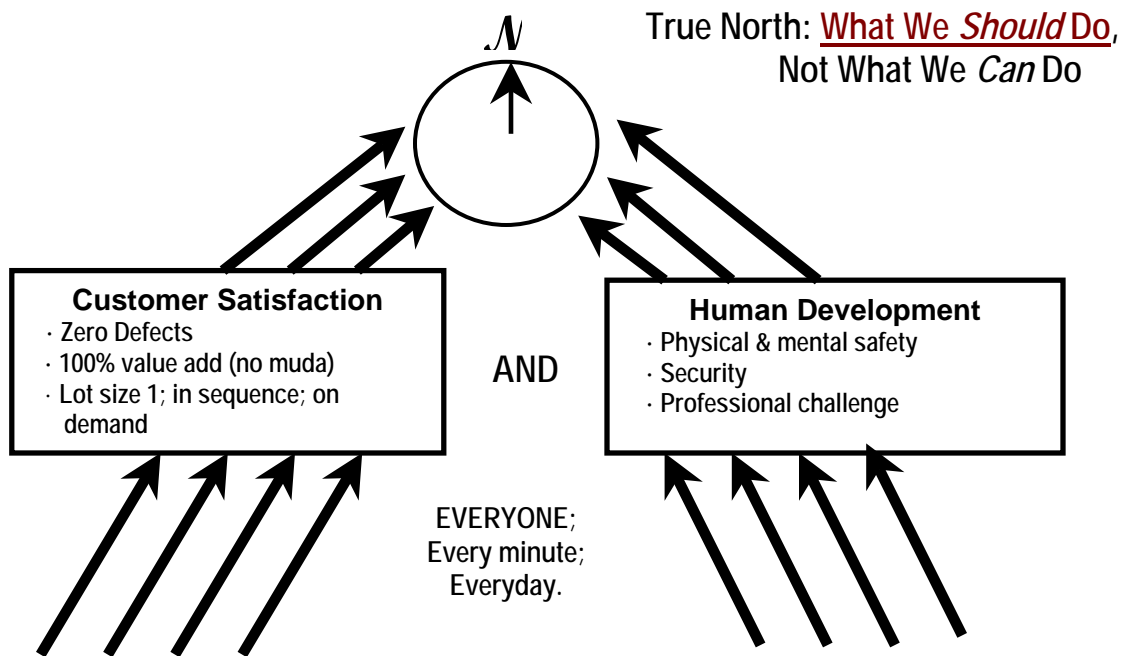 True North: What We Should Do,
Not What We Can Do
N
Customer Satisfaction
· Zero Defects
· 100% value add (no muda)
· Lot size 1; in sequence; on
demand
AND
Human Development
· Physical & mental safety
· Security
· Professional challenge
EVERYONE;
Every minute;
Everyday.